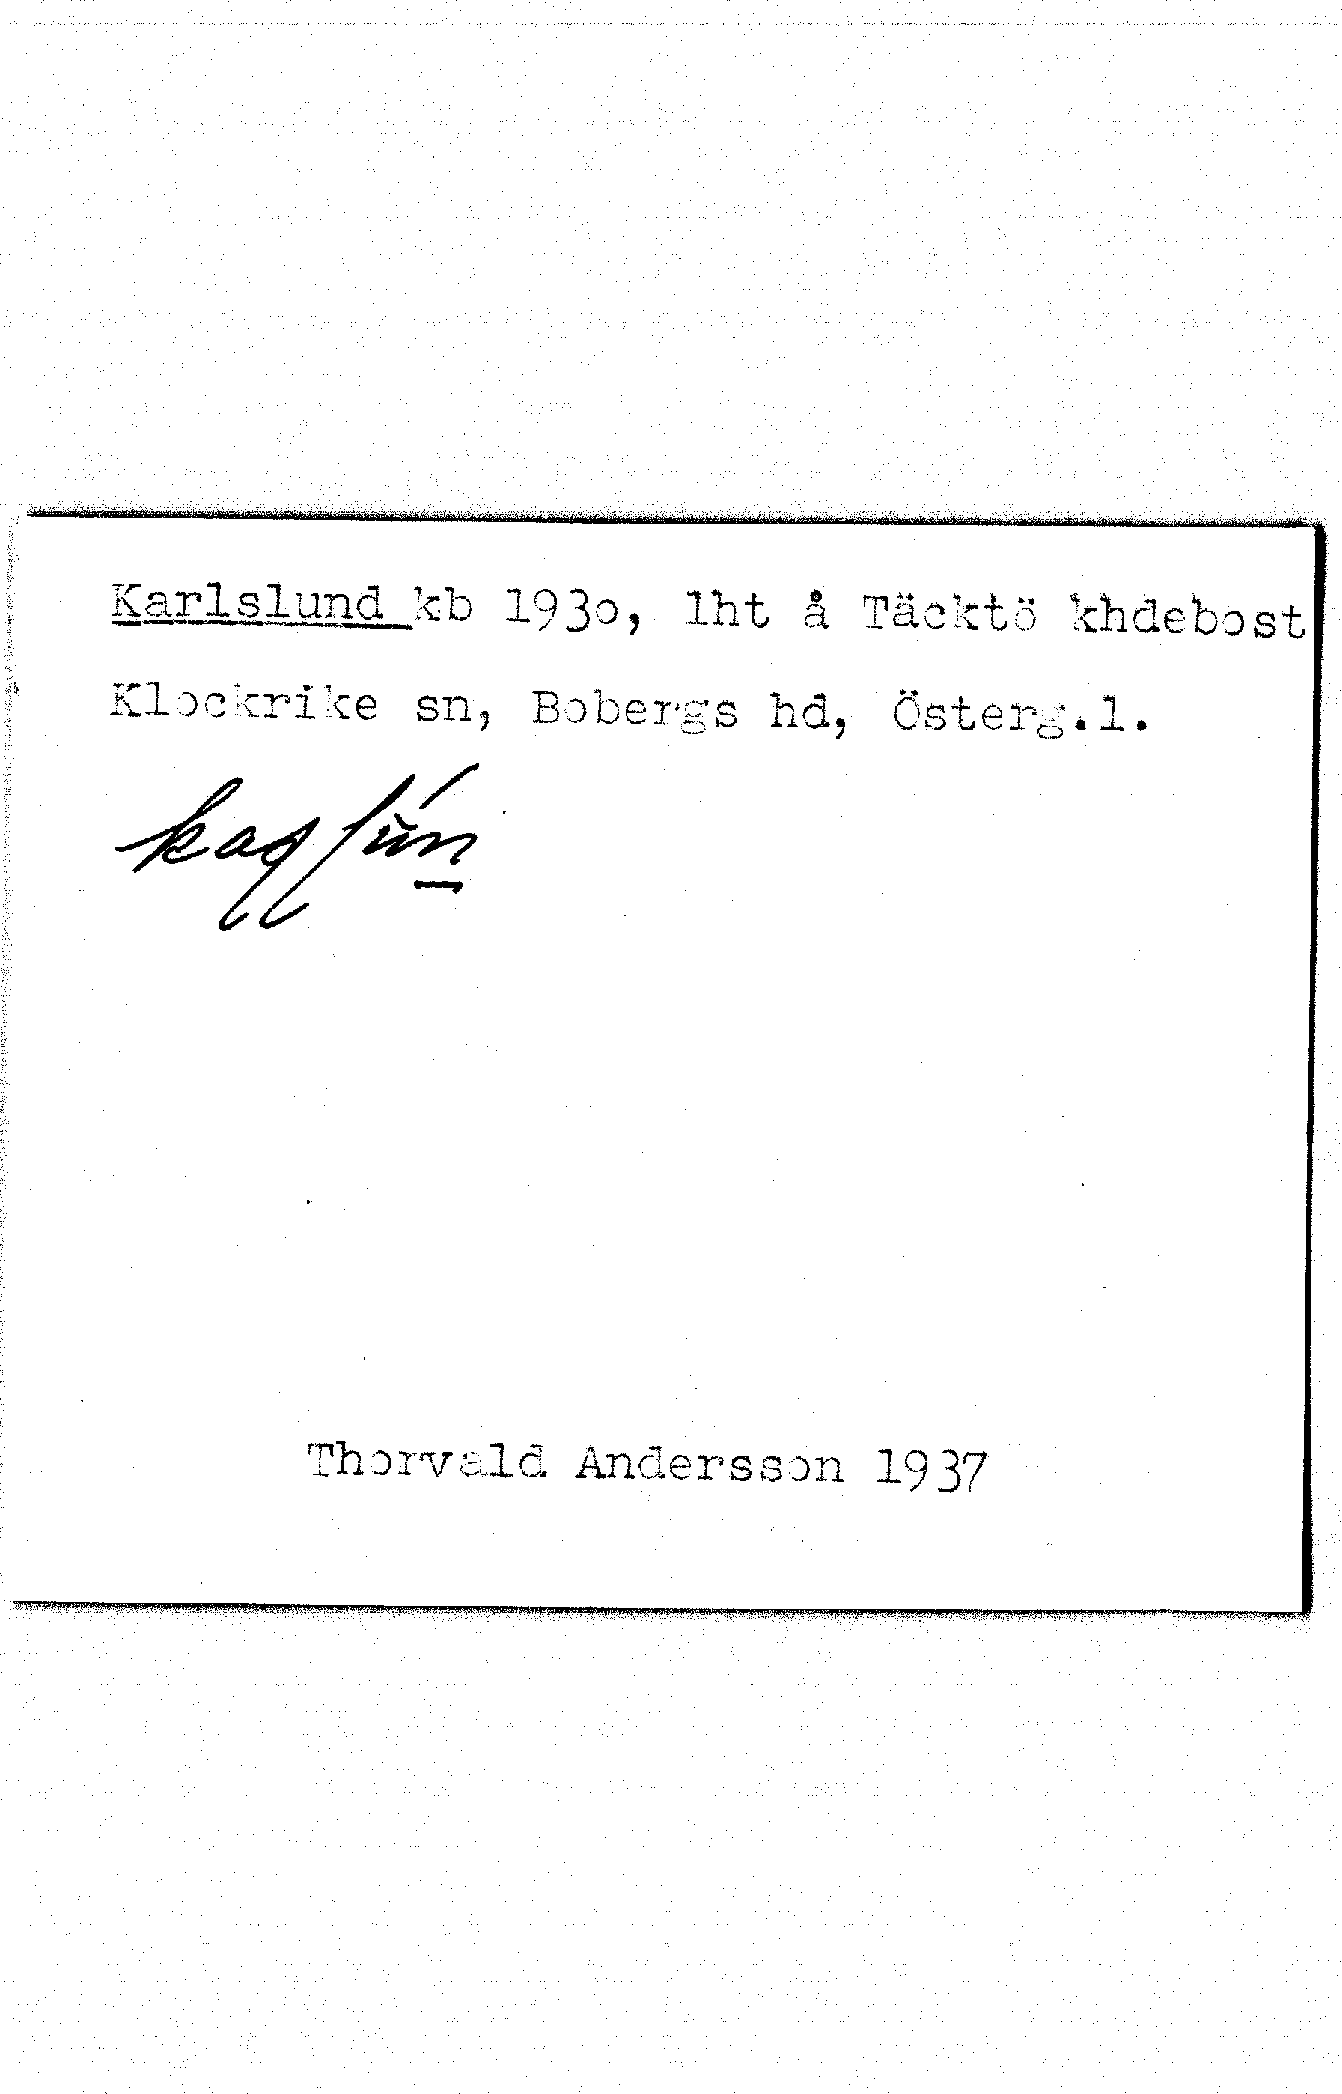 Karlslund kb 193o, lht å Täcktö khdebost
Klockrike sn, Bobergs hd, Österg.l.
Thorvald Andersson 1937